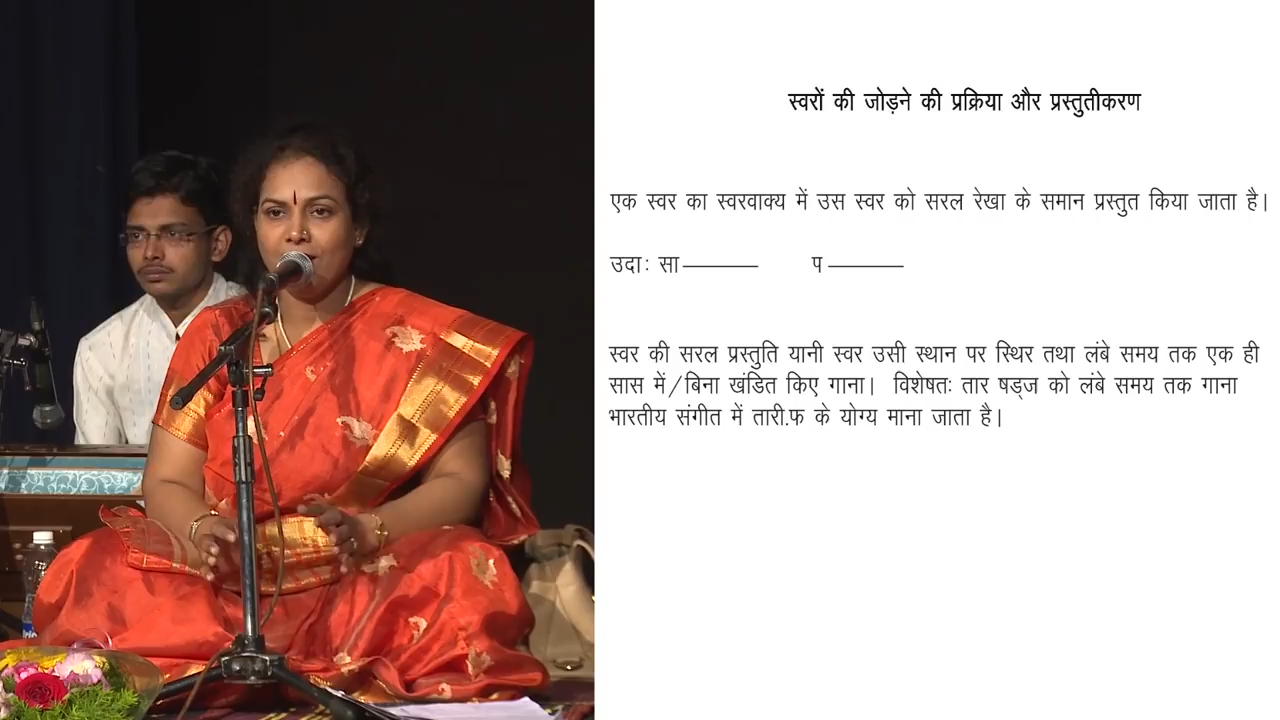 स्वरों की जोड़ने की प्रक्रिया और प्रस्तुतीकरण
एक स्वर का स्वरवाक्य में उस स्वर को सरल रेखा के समान प्रस्तुत किया जाता है।
उदाः सा——— प———
स्वर की सरल प्रस्तुति यानी स्वर उसी स्थान पर स्थिर तथा लंबे समय तक एक ही
सास में/बिना खंडित किए गाना। विशेषतः तार षड्ज को लंबे समय तक गाना
भारतीय संगीत में तारी.फ के योग्य माना जाता है।